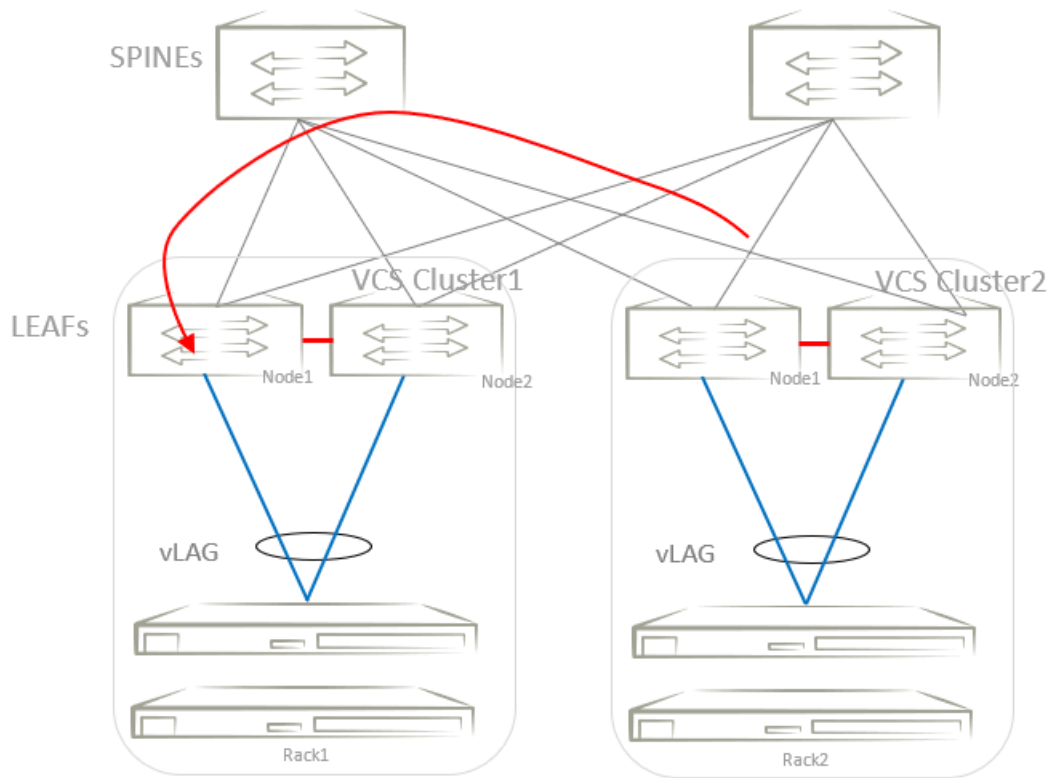 SPINEs
VCS Cluster1
VCS Cluster2
LEAFs
Node1
Node2
Node1
Node2
vLAG
vLAG
Rack1
Rack2